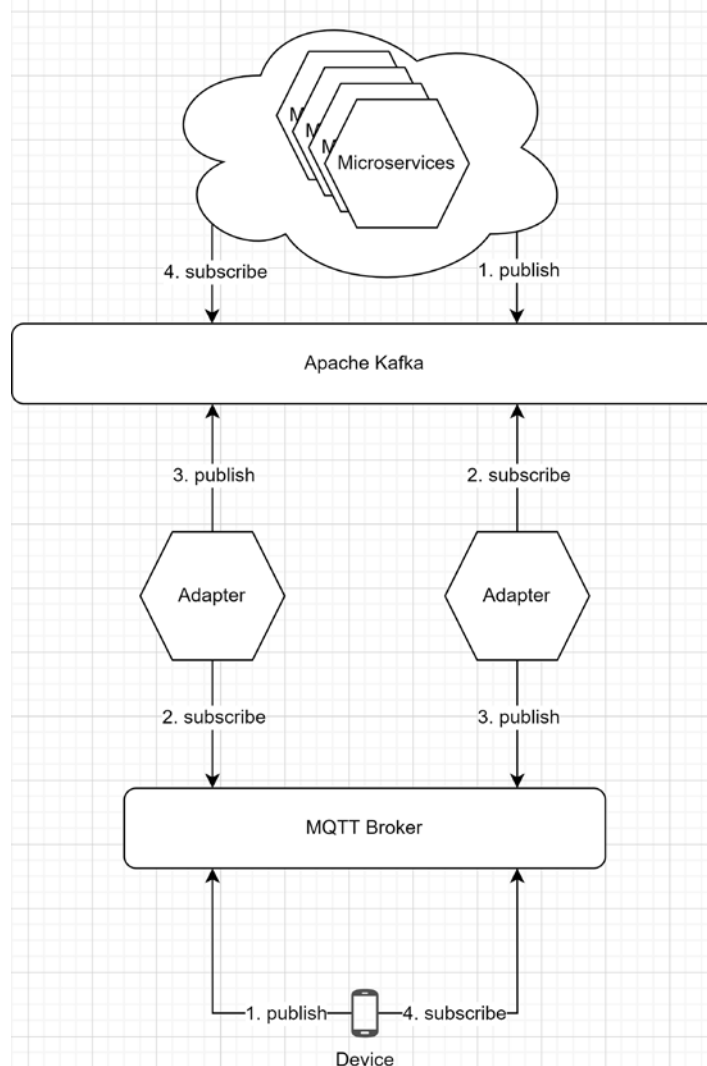 M
M
M
Microservices
4. subscribe
1. publish
Apache Kafka
3. publish
2. subscribe
Adapter
Adapter
2. subscribe
3. publish
MQTT Broker
1. publish
4. subscribe
Device